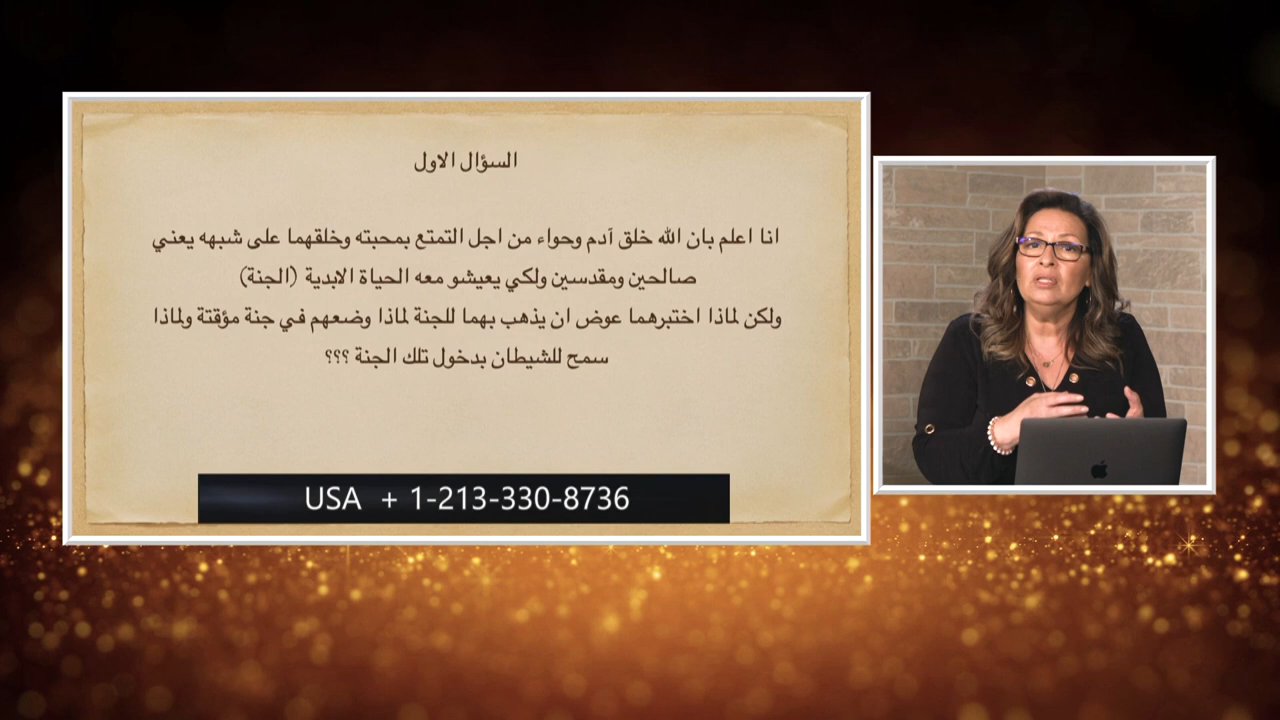 السؤال الاول
انا اعلم بان الله خلق آدم وحواء من اجل التمتع بمحبته وخلقهما على شبهه يعني
صالحين ومقدسين ولكي يعيشو معه الحياة الابدية (الجنة)
ولكن لماذا اختبرهما عوض ان يذهب بهما للجنة لماذا وضعهم في جنة مؤقتة ولماذا
سمح للشيطان بدخول تلك الجنة ؟؟؟
USA + 1-213-330-8736